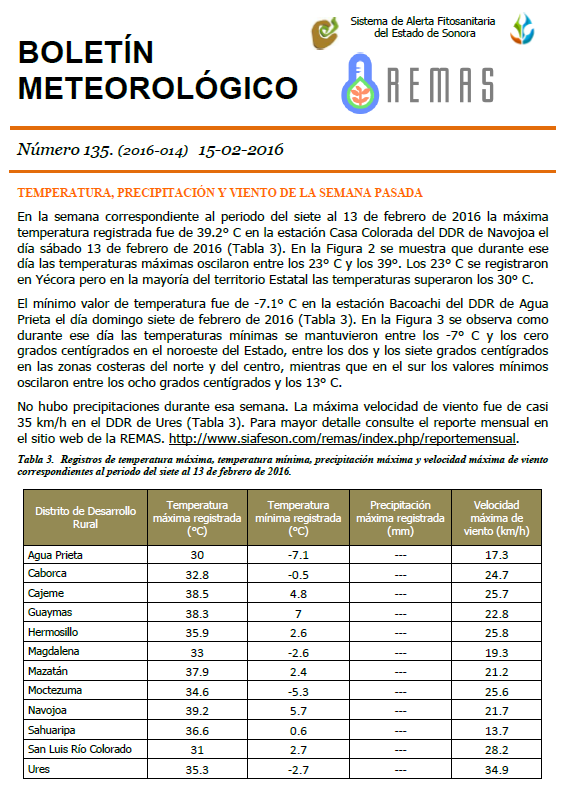 BOLETÍN
METEOROLÓGICO
Sistema de Alerta Fitosanitaria
del Estado de Sonora
REMAS
Número 135. (2016-014) 15-02-2016
TEMPERATURA, PRECIPITACIÓN Y VIENTO DE LA SEMANA PASADA
En la semana correspondiente al periodo del siete al 13 de febrero de 2016 la máxima
temperatura registrada fue de 39.2° C en la estación Casa Colorada del DDR de Navojoa el
día sábado 13 de febrero de 2016 (Tabla 3). En la Figura 2 se muestra que durante ese
día las temperaturas máximas oscilaron entre los 23° C y los 39°. Los 23° C se registraron
en Yécora pero en la mayoría del territorio Estatal las temperaturas superaron los 30° C.
El mínimo valor de temperatura fue de -7.1° C en la estación Bacoachi del DDR de Agua
Prieta el día domingo siete de febrero de 2016 (Tabla 3). En la Figura 3 se observa como
durante ese día las temperaturas mínimas se mantuvieron entre los -7° C y los cero
grados centígrados en el noroeste del Estado, entre los dos y los siete grados centígrados
en las zonas costeras del norte y del centro, mientras que en el sur los valores mínimos
oscilaron entre los ocho grados centígrados y los 13° C.
No hubo precipitaciones durante esa semana. La máxima velocidad de viento fue de casi
35 km/h en el DDR de Ures (Tabla 3). Para mayor detalle consulte el reporte mensual en
el sitio web de la REMAS. http://www.siafeson.com/remas/index.php/reportemensual.
Tabla 3. Registros de temperatura máxima, temperatura mínima, precipitación máxima y velocidad máxima de viento
correspondientes al periodo del siete al 13 de febrero de 2016.
Distrito de Desarrollo Rural Temperatura máxima registrada (°C) Temperatura mínima registrada (°C) Precipitación máxima registrada (mm) Velocidad máxima de viento (km/h)
Agua Prieta 30 -7.1 --- 17.3
Caborca 32.8 -0.5 --- 24.7
Cajeme 38.5 4.8 --- 25.7
Guaymas 38.3 7 --- 22.8
Hermosillo 35.9 2.6 --- 25.8
Magdalena 33 -2.6 --- 19.3
Mazatán 37.9 2.4 --- 21.2
Moctezuma 34.6 -5.3 --- 25.6
Navojoa 39.2 5.7 --- 21.7
Sahuaripa 36.6 0.6 --- 13.7
San Luis Río Colorado 31 2.7 --- 28.2
Ures 35.3 -2.7 --- 34.9